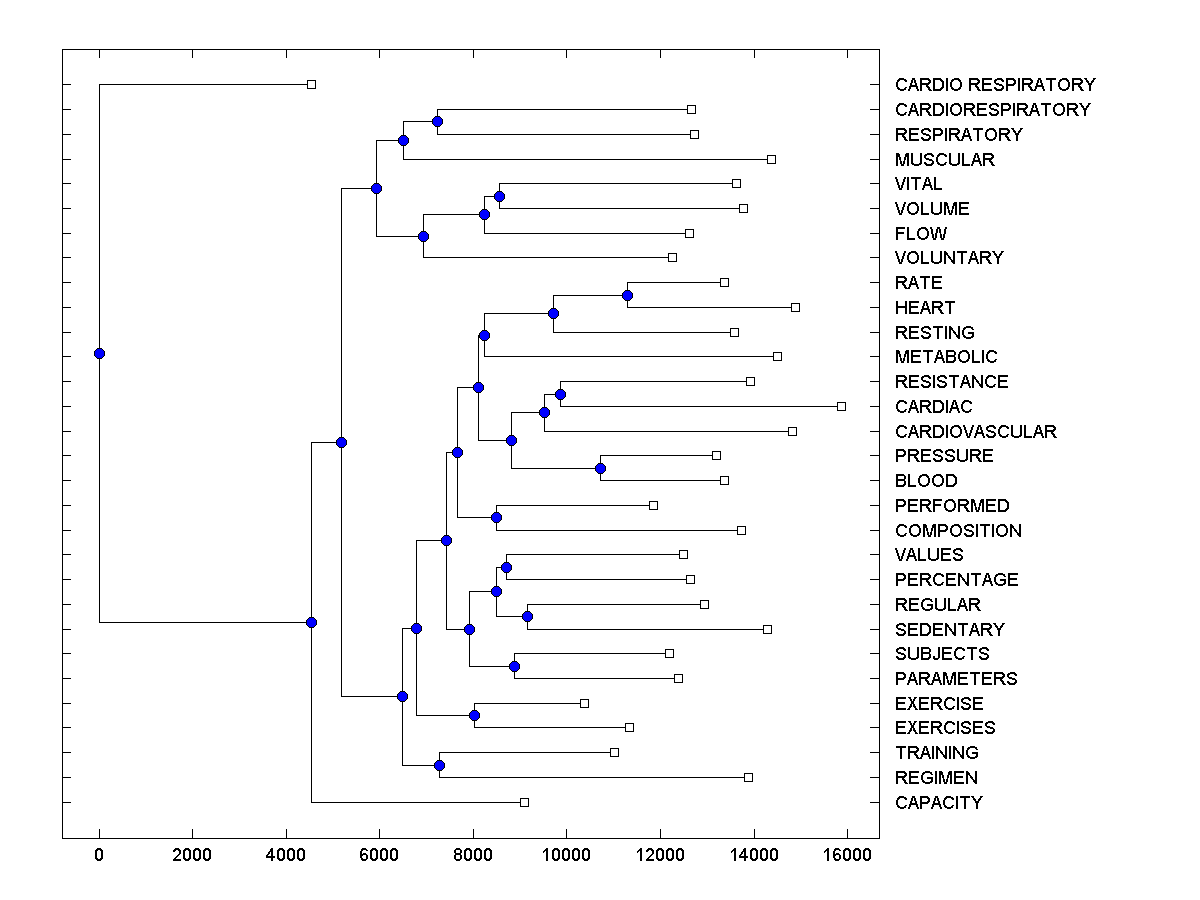 CARDIO RESPIRATORY
CARDIORESPIRATORY
RESPIRATORY
MUSCULAR
VITAL
VOLUME
FLOW
VOLUNTARY
RATE
HEART
RESTING
METABOLIC
RESISTANCE
CARDIAC
CARDIOVASCULAR
PRESSURE
BLOOD
PERFORMED
COMPOSITION
VALUES
PERCENTAGE
REGULAR
SEDENTARY
SUBJECTS
PARAMETERS
EXERCISE
EXERCISES
TRAINING
REGIMEN
CAPACITY
0 2000 4000 6000 8000 10000 12000 14000 16000